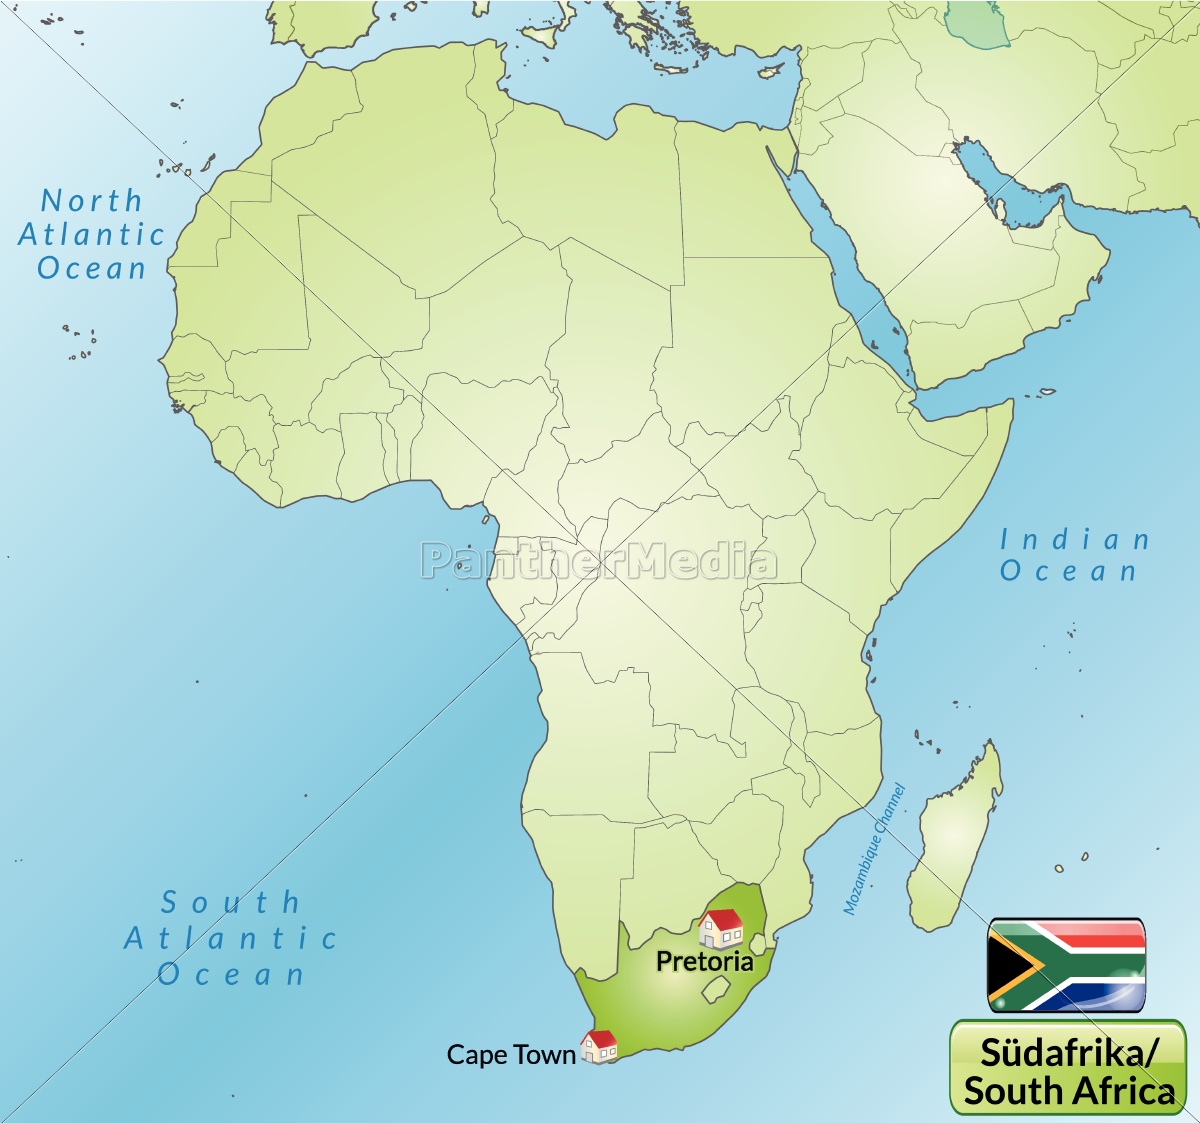 North
Atlantic
Ocean
Indian
Ocean
PantherMedia
Mozambique Channel
South
Atlantic
Ocean
Pretoria
Cape Town
Südafrika/
South Africa